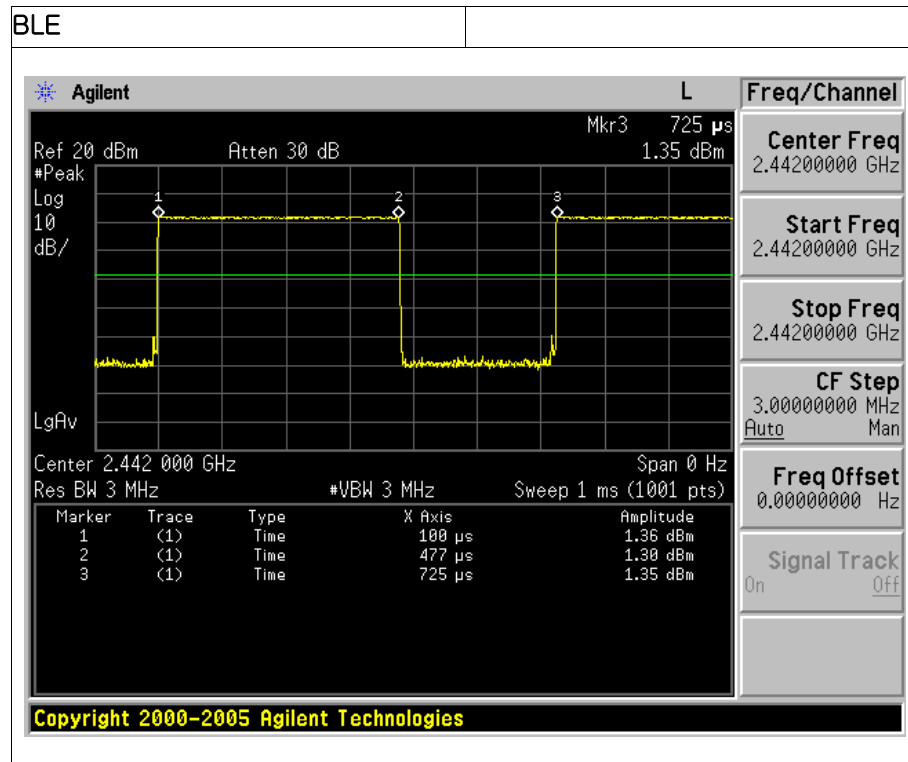 BLE
Agilent L
Mkr3 725 µs
Ref 20 dBm Atten 30 dB 1.35 dBm
#Peak
Log
10
dB/
1 2 3
LgAv
Center 2.442 000 GHz Span 0 Hz
Res BW 3 MHz #VBW 3 MHz Sweep 1 ms (1001 pts)
Marker Trace Type X Axis Amplitude
1 (1) Time 100 µs 1.36 dBm
2 (1) Time 477 µs 1.30 dBm
3 (1) Time 725 µs 1.35 dBm
Freq/Channel
Center Freq
2.44200000 GHz
Start Freq
2.44200000 GHz
Stop Freq
2.44200000 GHz
CF Step
3.00000000 MHz
Auto Man
Freq Offset
0.00000000 Hz
Signal Track
On Off
Copyright 2000-2005 Agilent Technologies